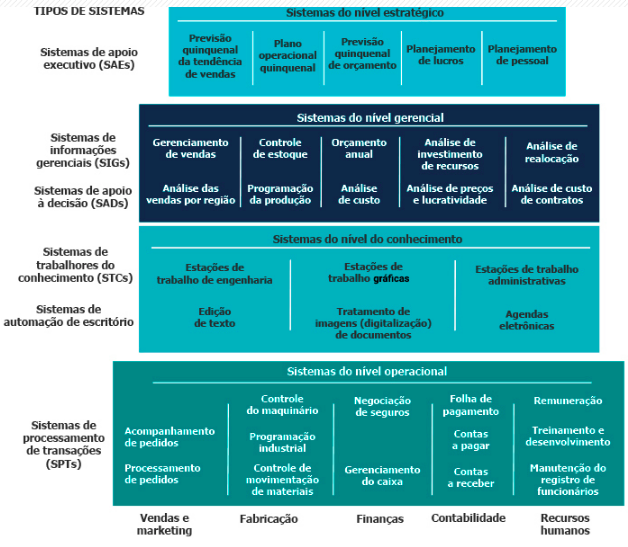 TIPOS DE SISTEMAS
Sistemas do nível estratégico
Sistemas de apoio
executivo (SAEs)
Previsão
quinquenal
da tendência
de vendas
Plano
operacional
quinquenal
Previsão
quinquenal
de orçamento
Planejamento
de lucros
Planejamento
de pessoal
Sistemas do nível gerencial
Sistemas de
informações
gerenciais (SIGs)
Gerenciamento
de vendas
Controle
de estoque
Orçamento
anual
Análise de
investimento
de recursos
Análise de
realocação
Sistemas de apoio
à decisão (SADs)
Análise das
vendas por região
Programação
da produção
Análise
de custo
Análise de preços
e lucratividade
Análise de custo
de contratos
Sistemas do nível do conhecimento
Sistemas de
trabalhores do
conhecimento (STCs)
Estações de
trabalho de engenharia
Estações de
trabalho gráficas
Estações de trabalho
administrativas
Sistemas de
automação de escritório
Edição
de texto
Tratamento de
imagens (digitalização)
de documentos
Agendas
eletrônicas
Sistemas do nível operacional
Sistemas de
processamento
de transações
(SPTs)
Acompanhamento
de pedidos
Processamento
de pedidos
Controle
do maquinário
Programação
industrial
Controle de
movimentação
de materiais
Negociação
de seguros
Gerenciamento
do caixa
Folha de
pagamento
Contas
a pagar
Contas
a receber
Remuneração
Treinamento e
desenvolvimento
Manutenção do
registro de
funcionários
Vendas e
marketing
Fabricação
Finanças
Contabilidade
Recursos
humanos